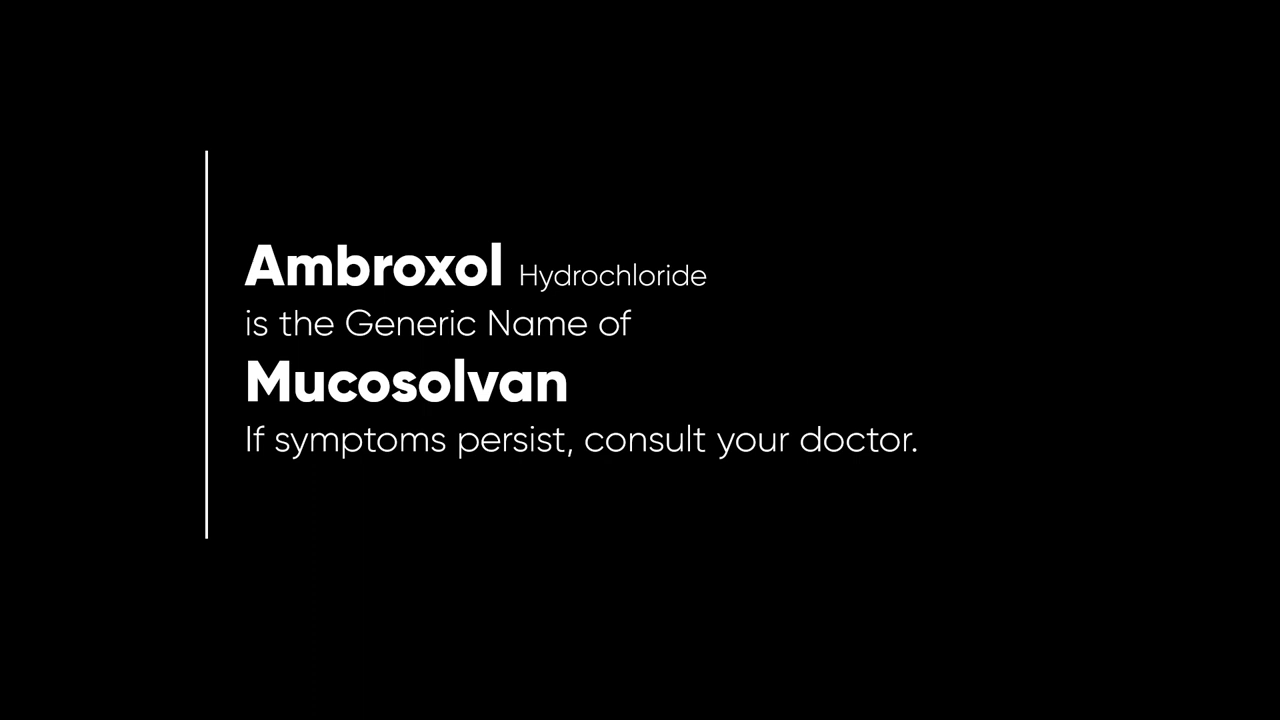 Ambroxol Hydrochloride
is the Generic Name of
Mucosolvan
If symptoms persist, consult your doctor.